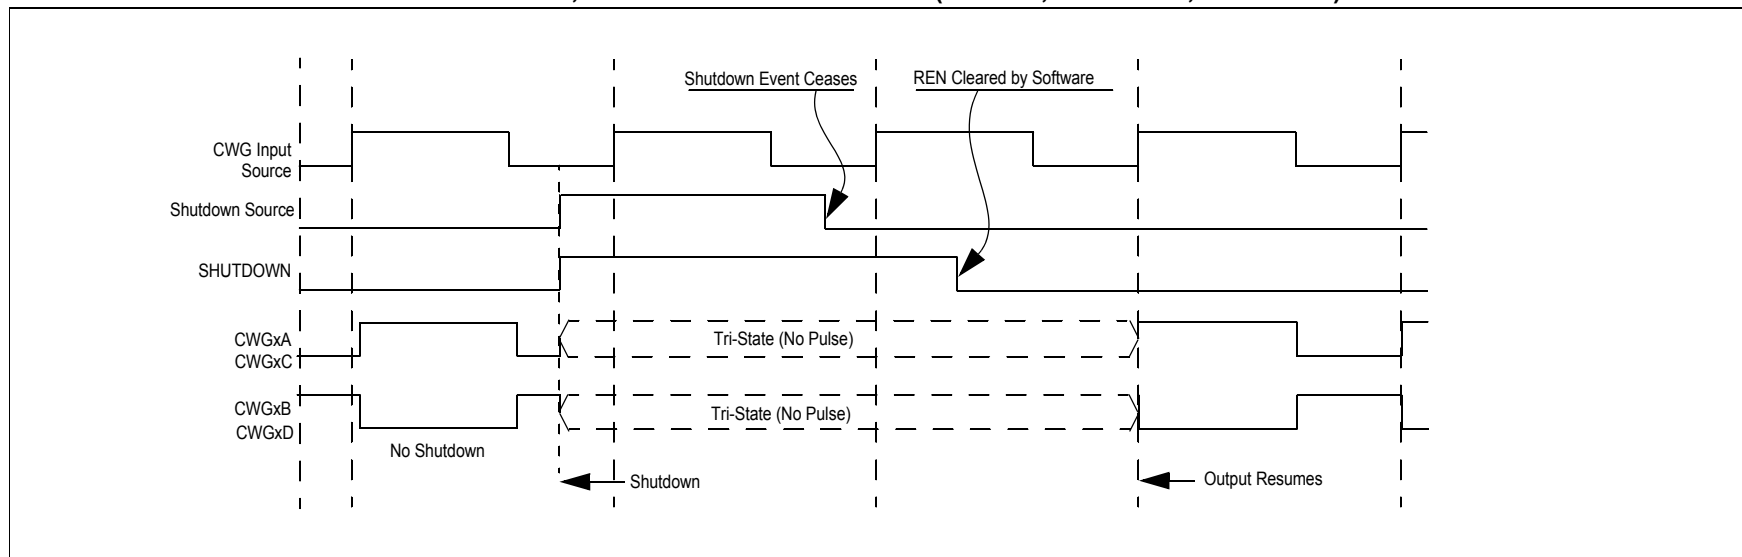 Shutdown Event Ceases
REN Cleared by Software
CWG Input
Source
Shutdown Source
SHUTDOWN
CWGxA
CWGxC
Tri-State (No Pulse)
CWGxB
CWGxD
Tri-State (No Pulse)
No Shutdown
Shutdown
Output Resumes